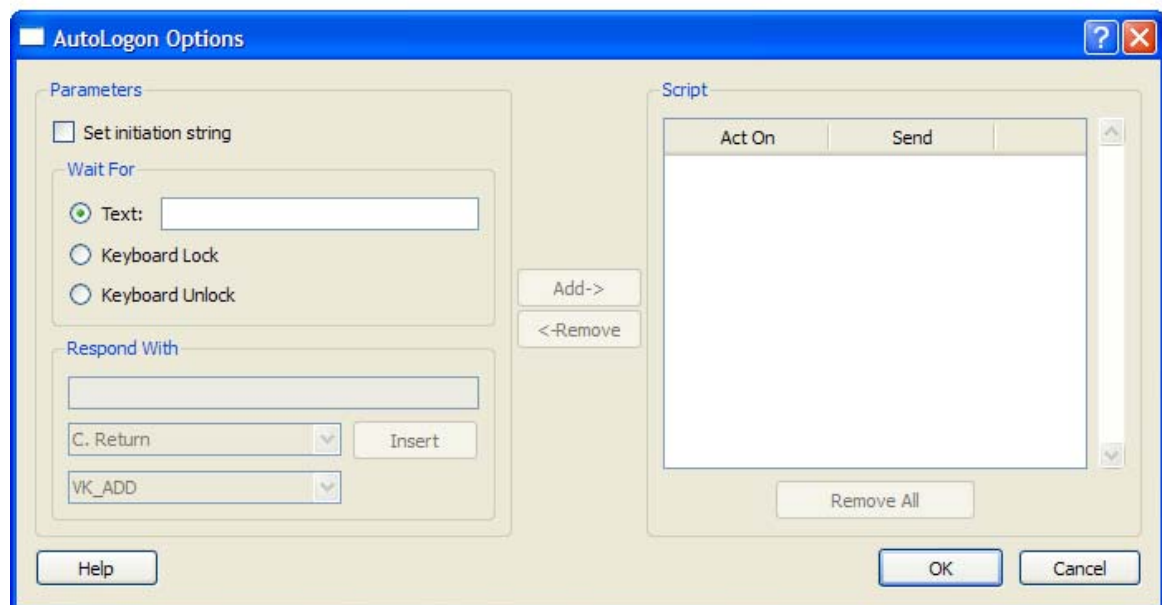 AutoLogon Options
Parameters
Set initiation string
Wait For
Text:
Keyboard Lock
Keyboard Unlock
Respond With
C. Return
Insert
VK_ADD
Add->
<-Remove
Script
Act On Send
Remove All
Help
OK
Cancel